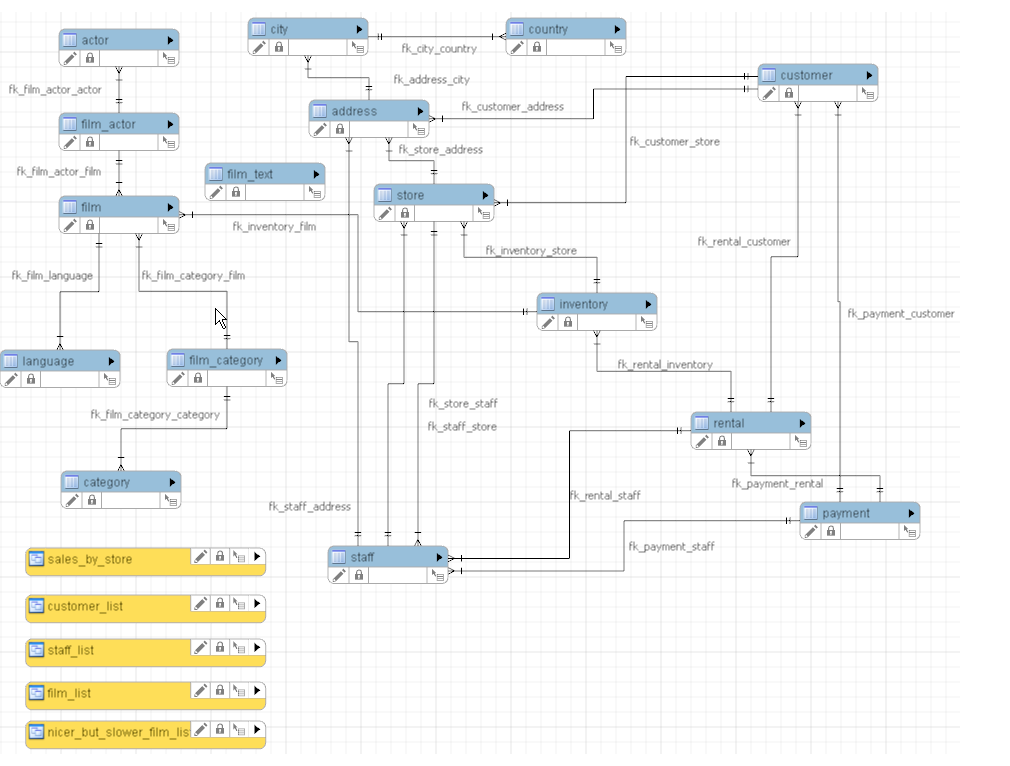 city
country
actor
fk_city_country
fk_address_city
customer
fk_film_actor_actor
address
fk_customer_address
film_actor
fk_customer_store
fk_store_address
fk_film_actor_film
film_text
store
film
fk_inventory_film
fk_rental_customer
fk_inventory_store
fk_film_language
fk_film_category_film
inventory
fk_payment_customer
language
film_category
fk_rental_inventory
fk_store_staff
fk_film_category_category
fk_staff_store
rental
category
fk_payment_rental
fk_rental_staff
fk_staff_address
payment
fk_payment_staff
staff
sales_by_store
customer_list
staff_list
film_list
nicer_but_slower_film_lis